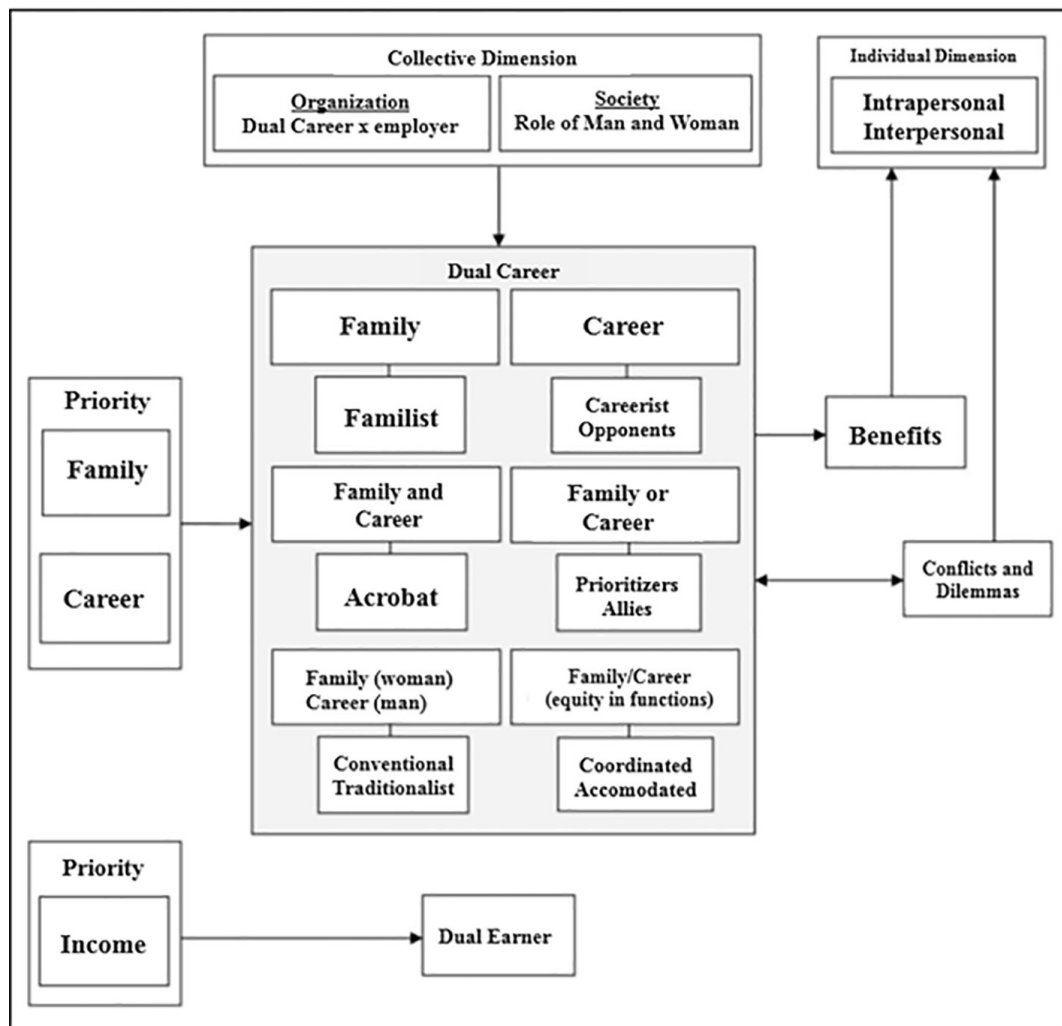 Collective Dimension
Organization
Dual Career x employer
Society
Role of Man and Woman
Individual Dimension
Intrapersonal
Interpersonal
Dual Career
Family
Career
Familist
Careerist
Opponents
Family and
Career
Family or
Career
Acrobat
Prioritizers
Allies
Family (woman)
Career (man)
Family/Career
(equity in functions)
Conventional
Traditionalist
Coordinated
Accomodated
Priority
Family
Career
Benefits
Conflicts and
Dilemmas
Priority
Income
Dual Earner